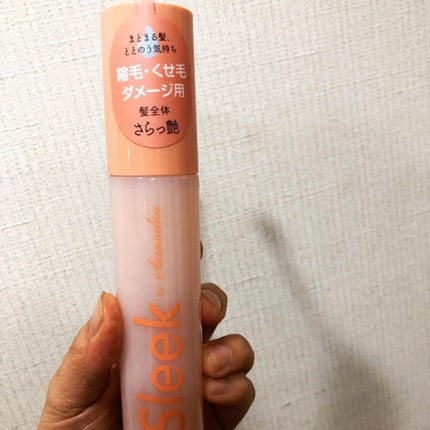 まとまる髪、
ととのう気持ち
縮毛・くせ毛
ダメージ用
髪全体
さらっ艶
Sleek
by Sarasalon